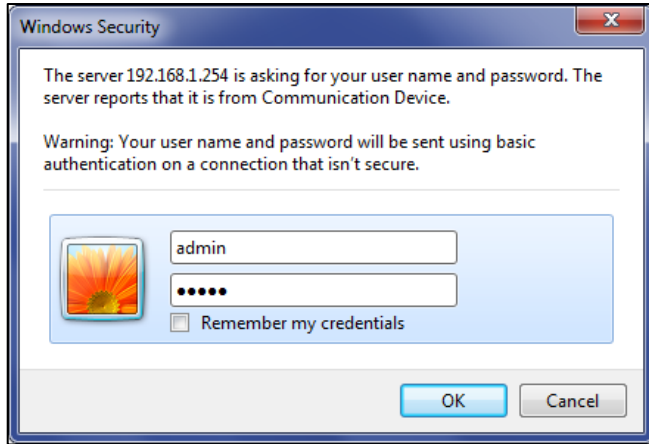 Windows Security
The server 192.168.1.254 is asking for your user name and password. The
server reports that it is from Communication Device.
Warning: Your user name and password will be sent using basic
authentication on a connection that isn't secure.
admin
●●●●●
Remember my credentials
OK
Cancel